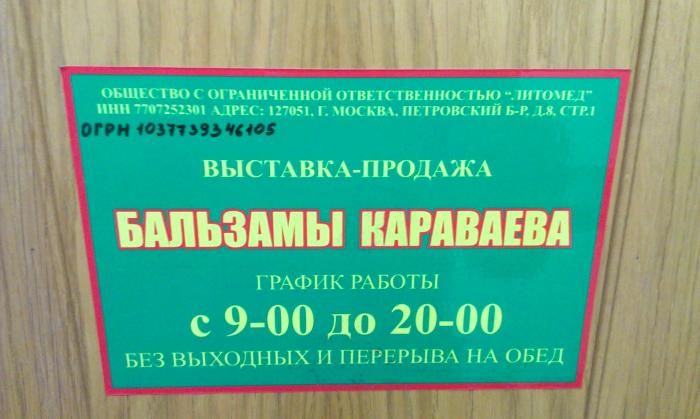 ОБЩЕСТВО С ОГРАНИЧЕННОЙ ОТВЕТСТВЕННОСТЬЮ "ЛИТОМЕД"
ИНН 7707252301 АДРЕС: 127051, Г. МОСКВА, ПЕТРОВСКИЙ Б-Р, Д.8, СТР.1
ОГРН 1037739346105
ВЫСТАВКА-ПРОДАЖА
БАЛЬЗАМЫ КАРАВАЕВА
ГРАФИК РАБОТЫ
с 9-00 до 20-00
БЕЗ ВЫХОДНЫХ И ПЕРЕРЫВА НА ОБЕД